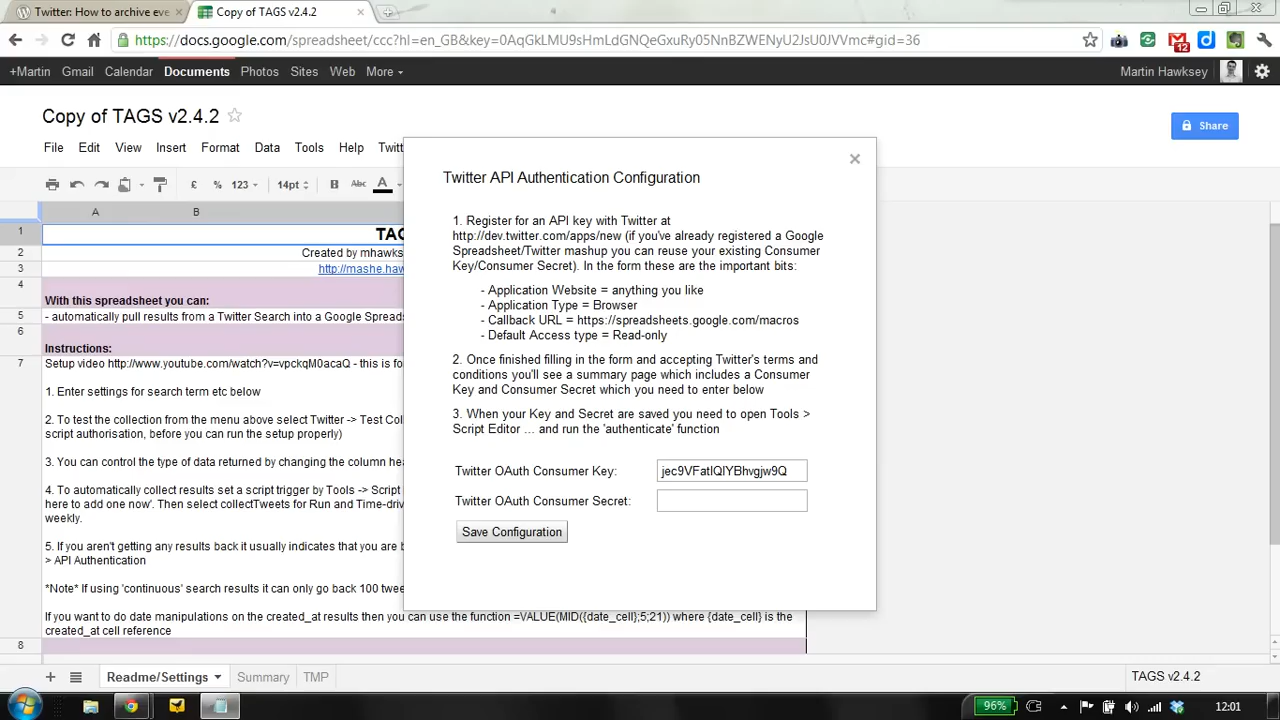 Twitter: How to archive eve
Copy of TAGS v2.4.2
https://docs.google.com/spreadsheet/ccc?hl=en_GB&key=0AqGkLMU9sHmLdGNQeGxuRy05NnBZWENyU2JsU0JVVmc#gid=36
12
+Martin Gmail Calendar Documents Photos Sites Web More
Martin Hawksey
Copy of TAGS v2.4.2
Share
File Edit View Insert Format Data Tools Help Twitt
£ % 123 14pt B Abc A
A B
1 TAG
2 Created by mhawks
3 http://mashe.haw
4 With this spreadsheet you can:
5 - automatically pull results from a Twitter Search into a Google Spreads
6 Instructions:
7 Setup video http://www.youtube.com/watch?v=vpckqM0acaQ - this is fo
1. Enter settings for search term etc below
2. To test the collection from the menu above select Twitter -> Test Coll
script authorisation, before you can run the setup properly)
3. You can control the type of data returned by changing the column hea
4. To automatically collect results set a script trigger by Tools -> Script
here to add one now'. Then select collectTweets for Run and Time-driv
weekly.
5. If you aren't getting any results back it usually indicates that you are b
> API Authentication
*Note* If using 'continuous' search results it can only go back 100 twee
If you want to do date manipulations on the created_at results then you can use the function =VALUE(MID({date_cell};5;21)) where {date_cell} is the
created_at cell reference
8
Twitter API Authentication Configuration
1. Register for an API key with Twitter at
http://dev.twitter.com/apps/new (if you've already registered a Google
Spreadsheet/Twitter mashup you can reuse your existing Consumer
Key/Consumer Secret). In the form these are the important bits:
- Application Website = anything you like
- Application Type = Browser
- Callback URL = https://spreadsheets.google.com/macros
- Default Access type = Read-only
2. Once finished filling in the form and accepting Twitter's terms and
conditions you'll see a summary page which includes a Consumer
Key and Consumer Secret which you need to enter below
3. When your Key and Secret are saved you need to open Tools >
Script Editor ... and run the 'authenticate' function
Twitter OAuth Consumer Key: jec9VFatlQlYBhvgjw9Q
Twitter OAuth Consumer Secret:
Save Configuration
Readme/Settings Summary TMP
TAGS v2.4.2
96%
12:01